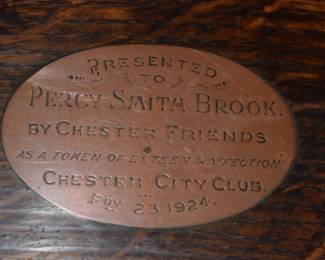 PRESENTED
TO
PERCY SMITH BROOK.
BY CHESTER FRIENDS
AS A TOKEN OF ESTEEM & AFFECTION
CHESTER CITY CLUB.
23 1924.